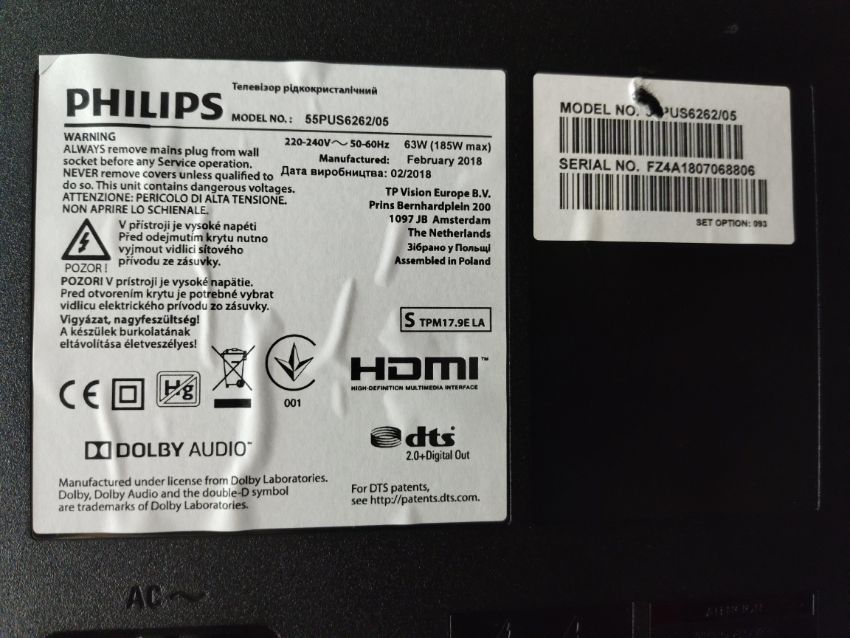 PHILIPS
Телевізор рідкокристалічний
MODEL NO.: 55PUS6262/05
WARNING
ALWAYS remove mains plug from wall
socket before any Service operation.
NEVER remove covers unless qualified to
do so. This unit contains dangerous voltages.
ATTENZIONE: PERICOLO DI ALTA TENSIONE.
NON APRIRE LO SCHIENALE.
220-240V～ 50-60Hz 63W (185W max)
Manufactured: February 2018
Дата виробництва: 02/2018
TP Vision Europe B.V.
Prins Bernhardplein 200
1097 JB Amsterdam
The Netherlands
Зібрано у Польщі
Assembled in Poland
V přístroji je vysoké napětí
Před odejmutím krytu nutno
vyjmout vidlici síťového
přívodu ze zásuvky.
POZOR!
POZORI V prístroji je vysoké napätie.
Pred otvorením krytu je potrebné vybrat
vidlicu elektrického prívodu zo zásuvky.
Vigyázat, nagyfeszültség!
A készülek burkolatának
eltávolítása életveszélyes!
S TPM17.9E LA
CE
Hg
001
HDMI™
HIGH-DEFINITION MULTIMEDIA INTERFACE
DOLBY AUDIO™
dts
2.0+Digital Out
Manufactured under license from Dolby Laboratories.
Dolby, Dolby Audio and the double-D symbol
are trademarks of Dolby Laboratories.
For DTS patents,
see http://patents.dts.com.
MODEL NO. 55PUS6262/05
SERIAL NO. FZ4A1807068806
SET OPTION: 093
AC ~